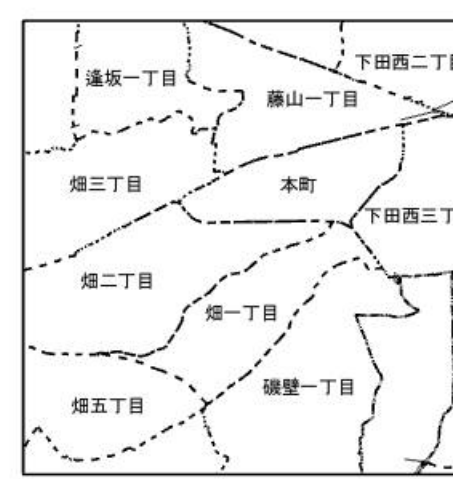 下田西二丁目
逢坂一丁目
藤山一丁目
畑三丁目
本町
下田西三丁
畑二丁目
畑一丁目
磯壁一丁目
畑五丁目